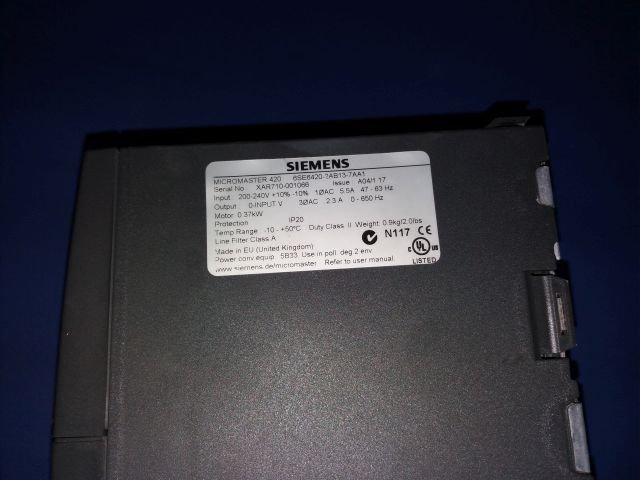 SIEMENS
MICROMASTER 420 6SE6420-2AB13-7AA1
Serial No XAR710-001066 Issue : A04/1.17
Input 200-240V +10% -10% 1ØAC 5.5A 47 - 63 Hz
Output 0-INPUT V 3ØAC 2.3 A 0 - 650 Hz
Motor 0.37kW
Protection IP20
Temp Range : -10 - +50°C Duty Class II Weight: 0.9kg/2.0lbs
Line Filter Class A
N117 CE
Made in EU (United Kingdom)
C UL US
Power conv.equip. 5B33. Use in poll. deg.2 env.
LISTED
www.siemens.de/micromaster Refer to user manual.